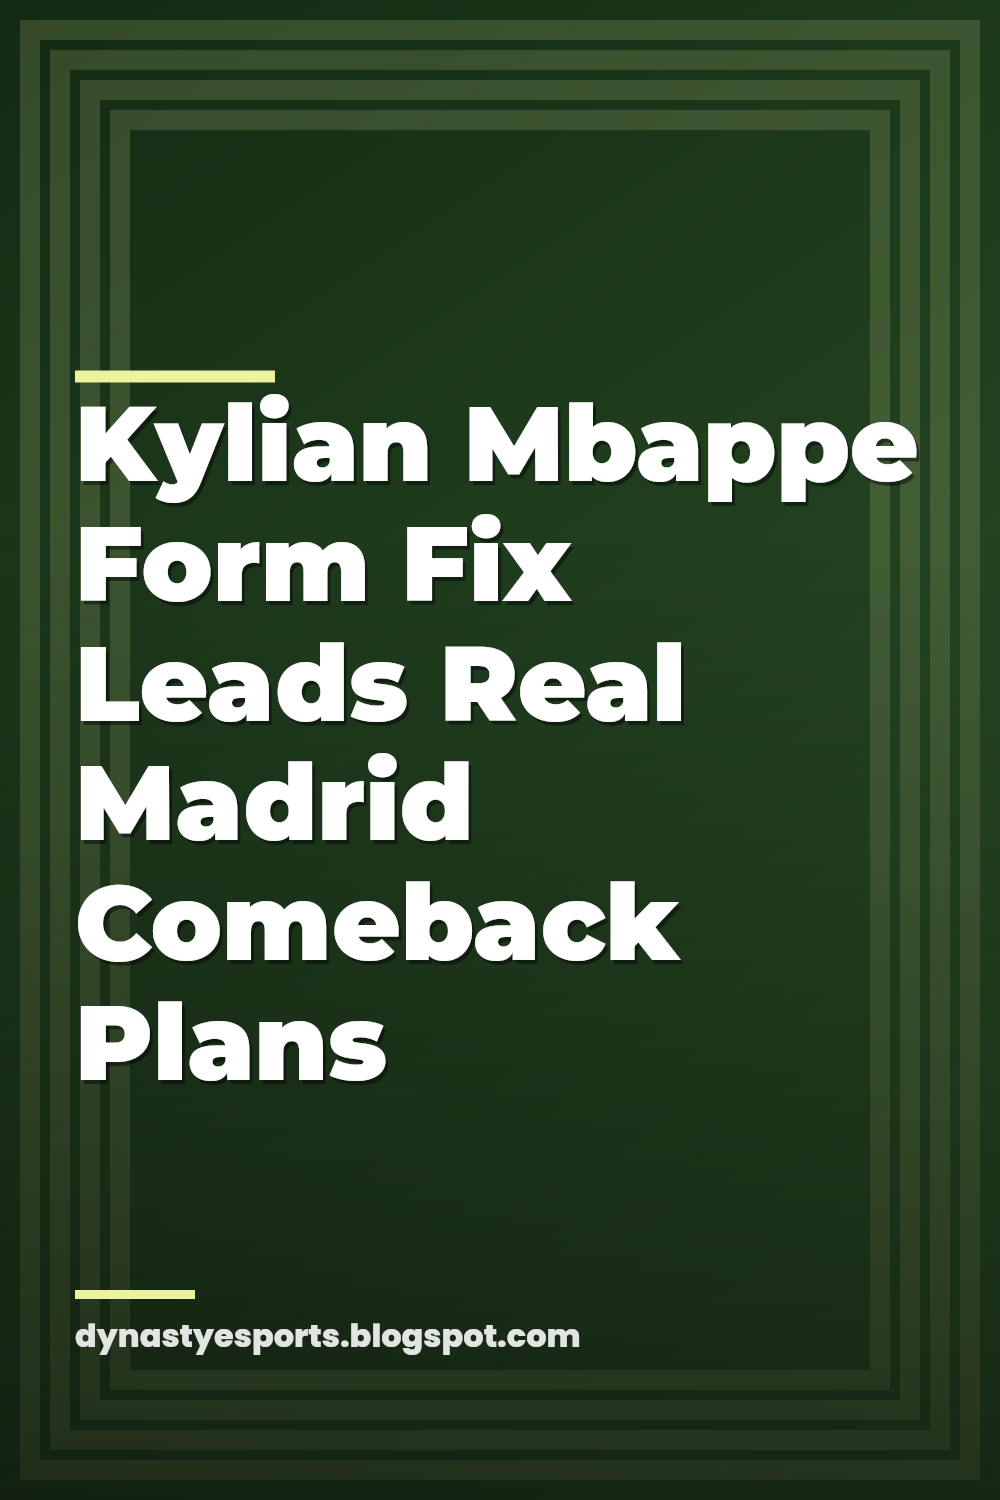 Kylian Mbappe
Form Fix
Leads Real
Madrid
Comeback
Plans
dynastyesports.blogspot.com